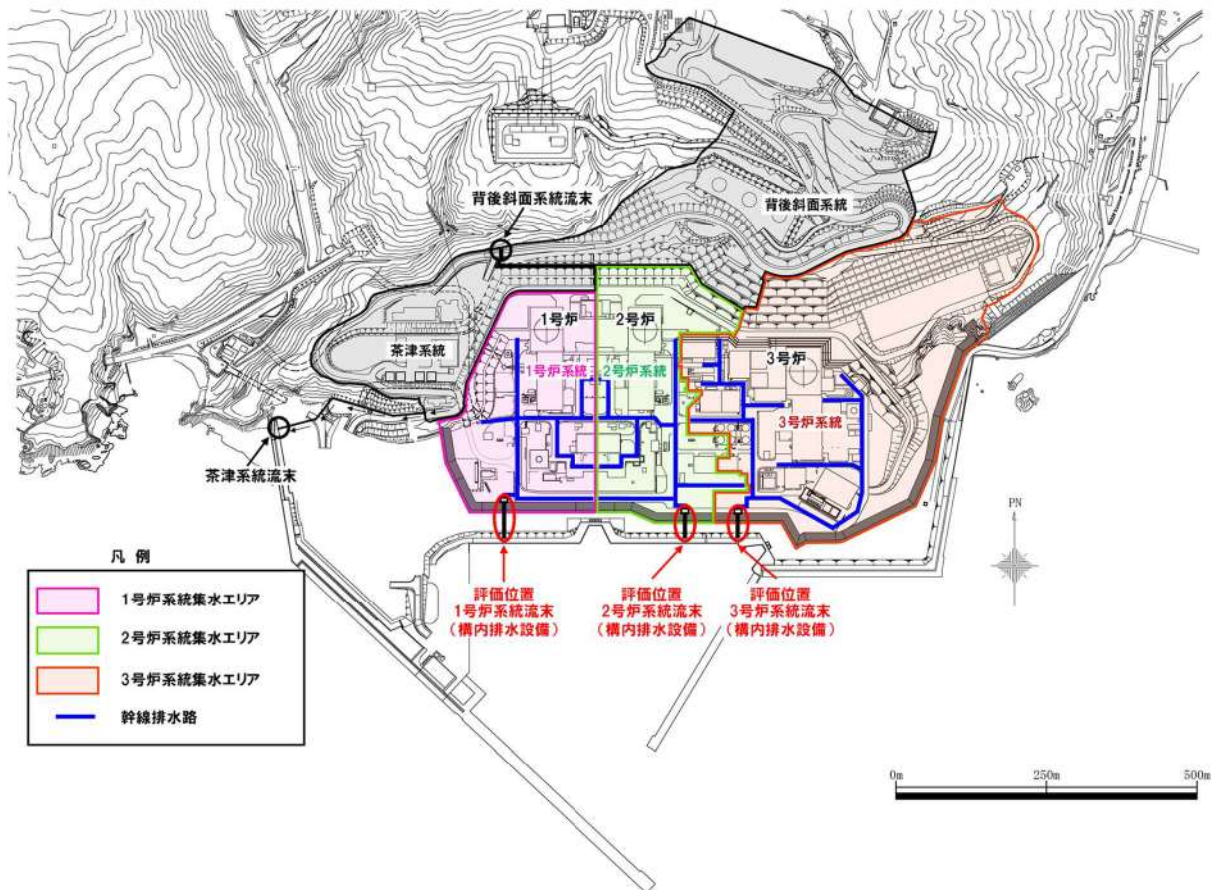 背後斜面系統流末
背後斜面系統
1号炉
2号炉
3号炉
茶津系統
1号炉系統
2号炉系統
3号炉系統
茶津系統流末
PN
評価位置
1号炉系統流末
(構内排水設備)
評価位置
2号炉系統流末
(構内排水設備)
評価位置
3号炉系統流末
(構内排水設備)
凡 例
1号炉系統集水エリア
2号炉系統集水エリア
3号炉系統集水エリア
幹線排水路
0m 250m 500m